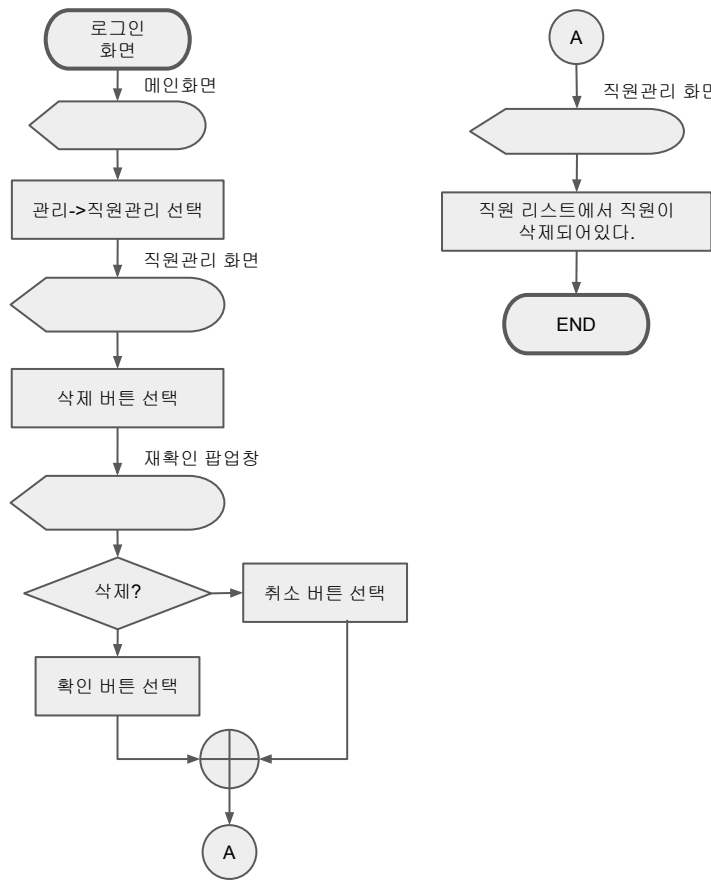 로그인
화면
메인화면
관리->직원관리 선택
직원관리 화면
삭제 버튼 선택
재확인 팝업창
삭제?
취소 버튼 선택
확인 버튼 선택
A
A
직원관리 화면
직원 리스트에서 직원이
삭제되어있다.
END